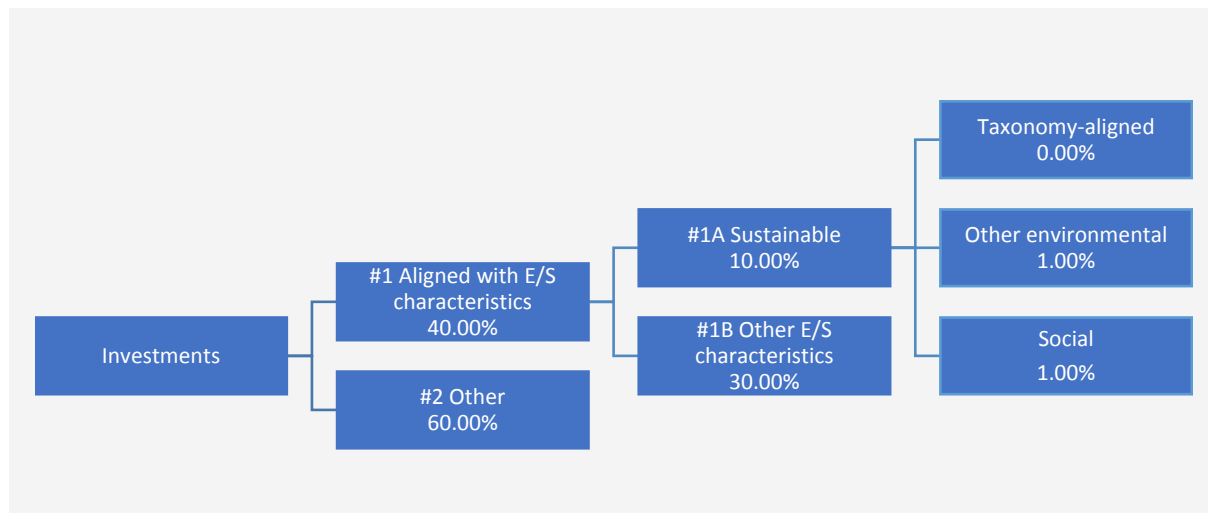 Investments
#1 Aligned with E/S
characteristics
40.00%
#2 Other
60.00%
#1A Sustainable
10.00%
#1B Other E/S
characteristics
30.00%
Taxonomy-aligned
0.00%
Other environmental
1.00%
Social
1.00%